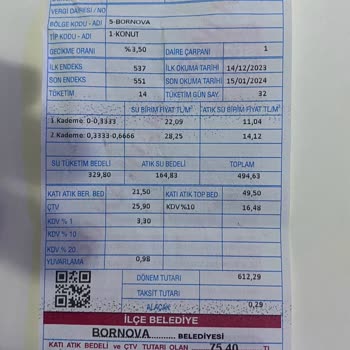 VERGİ DAİRESİ / NO
BÖLGE KODU - ADI 5-BORNOVA
TİP KODU - ADI 1-KONUT
GECİKME ORANI %3,50 DAİRE ÇARPANI 1
İLK ENDEKS 537 İLK OKUMA TARİHİ 14/12/2023
SON ENDEKS 551 SON OKUMA TARİHİ 15/01/2024
TÜKETİM 14 TÜKETİM GÜN SAY. 32
SU BİRİM FİYAT TL/M³ ATIK SU BİRİM FİYAT TL/M³
1.Kademe: 0-0,3333 22,09 11,04
2.Kademe: 0,3333-0,6666 28,25 14,12
SU TÜKETİM BEDELİ ATIK SU BEDELİ TOPLAM
329,80 164,83 494,63
KATI ATIK BER. BED 21,50 KATI ATIK TOP BED 49,50
ÇTV 25,90 KDV %10 16,48
KDV % 1 3,30
KDV % 10
KDV % 20
YUVARLAMA 0,98
DÖNEM TUTARI 612,29
TAKSİT TUTARI
ALACAK 0,29
İLÇE BELEDİYE
BORNOVA.......... BELEDİYESİ
KATI ATIK BEDELİ ve ÇTV TUTARI OLAN 75,40 TL